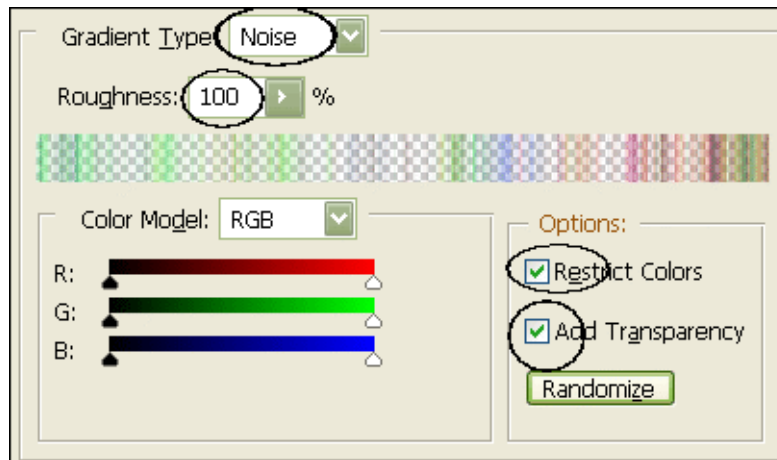 Gradient Type: Noise
Roughness: 100 %
Color Model: RGB
R:
G:
B:
Options:
Restrict Colors
Add Transparency
Randomize